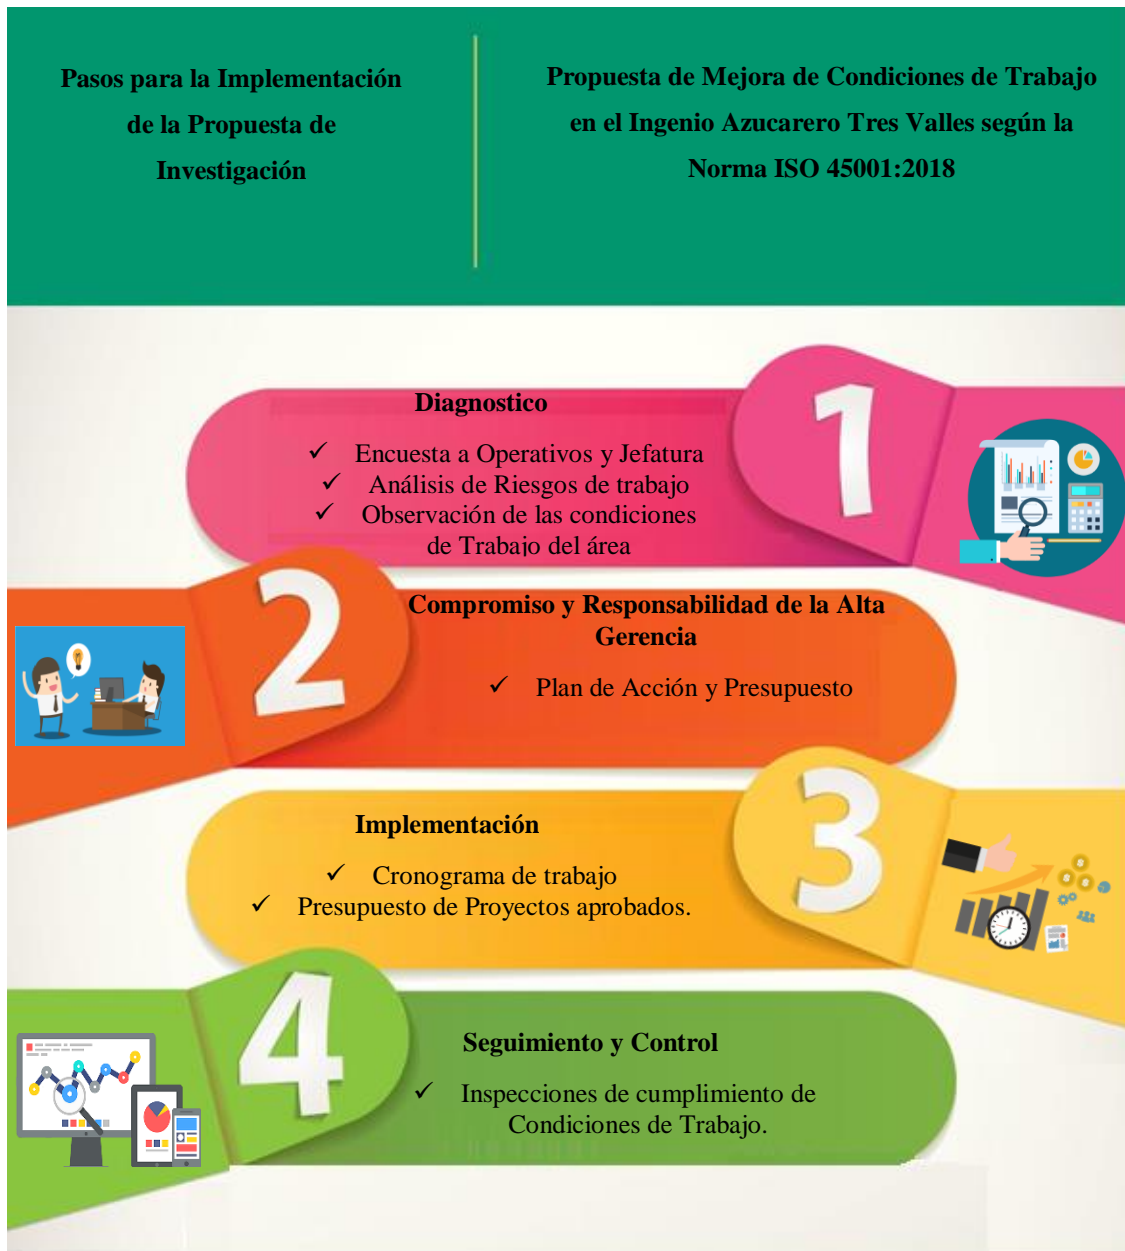 Pasos para la Implementación
de la Propuesta de
Investigación
Propuesta de Mejora de Condiciones de Trabajo
en el Ingenio Azucarero Tres Valles según la
Norma ISO 45001:2018
1
Diagnostico
✓ Encuesta a Operativos y Jefatura
✓ Análisis de Riesgos de trabajo
✓ Observación de las condiciones
de Trabajo del área
2
Compromiso y Responsabilidad de la Alta
Gerencia
✓ Plan de Acción y Presupuesto
3
Implementación
✓ Cronograma de trabajo
✓ Presupuesto de Proyectos aprobados.
4
Seguimiento y Control
✓ Inspecciones de cumplimiento de
Condiciones de Trabajo.